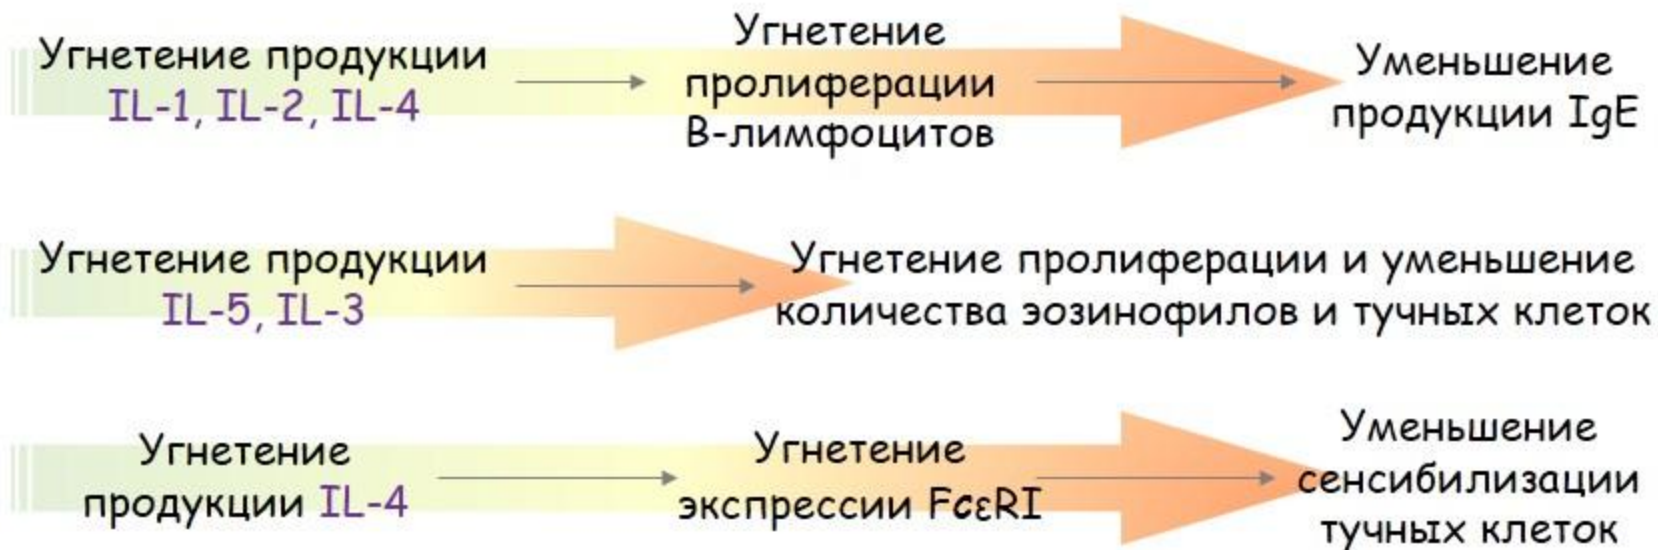 Угнетение продукции
IL-1, IL-2, IL-4
Угнетение
пролиферации
В-лимфоцитов
Уменьшение
продукции IgE
Угнетение продукции
IL-5, IL-3
Угнетение пролиферации и уменьшение
количества эозинофилов и тучных клеток
Угнетение
продукции IL-4
Угнетение
экспрессии FcεRI
Уменьшение
сенсибилизации
тучных клеток